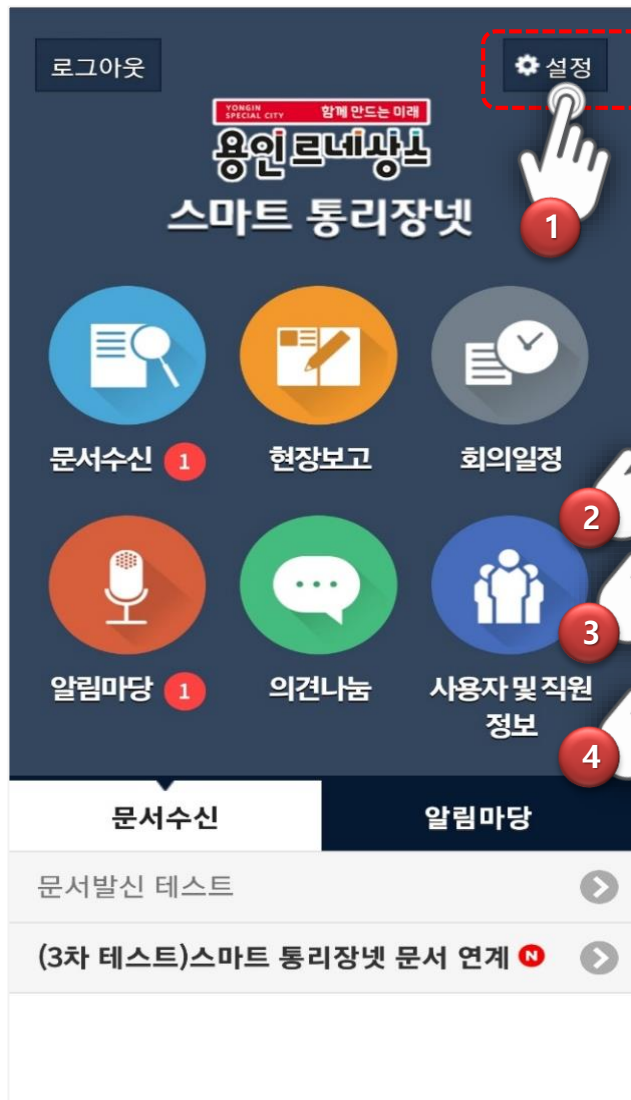 로그아웃
설정
YONGIN
SPECIAL CITY
함께 만드는 미래
용인 르네상스
스마트 통리장넷
1
문서수신 1
현장보고
회의일정
2
3
알림마당 1
의견나눔
사용자 및 직원
정보
4
문서수신
알림마당
문서발신 테스트
(3차 테스트)스마트 통리장넷 문서 연계 N